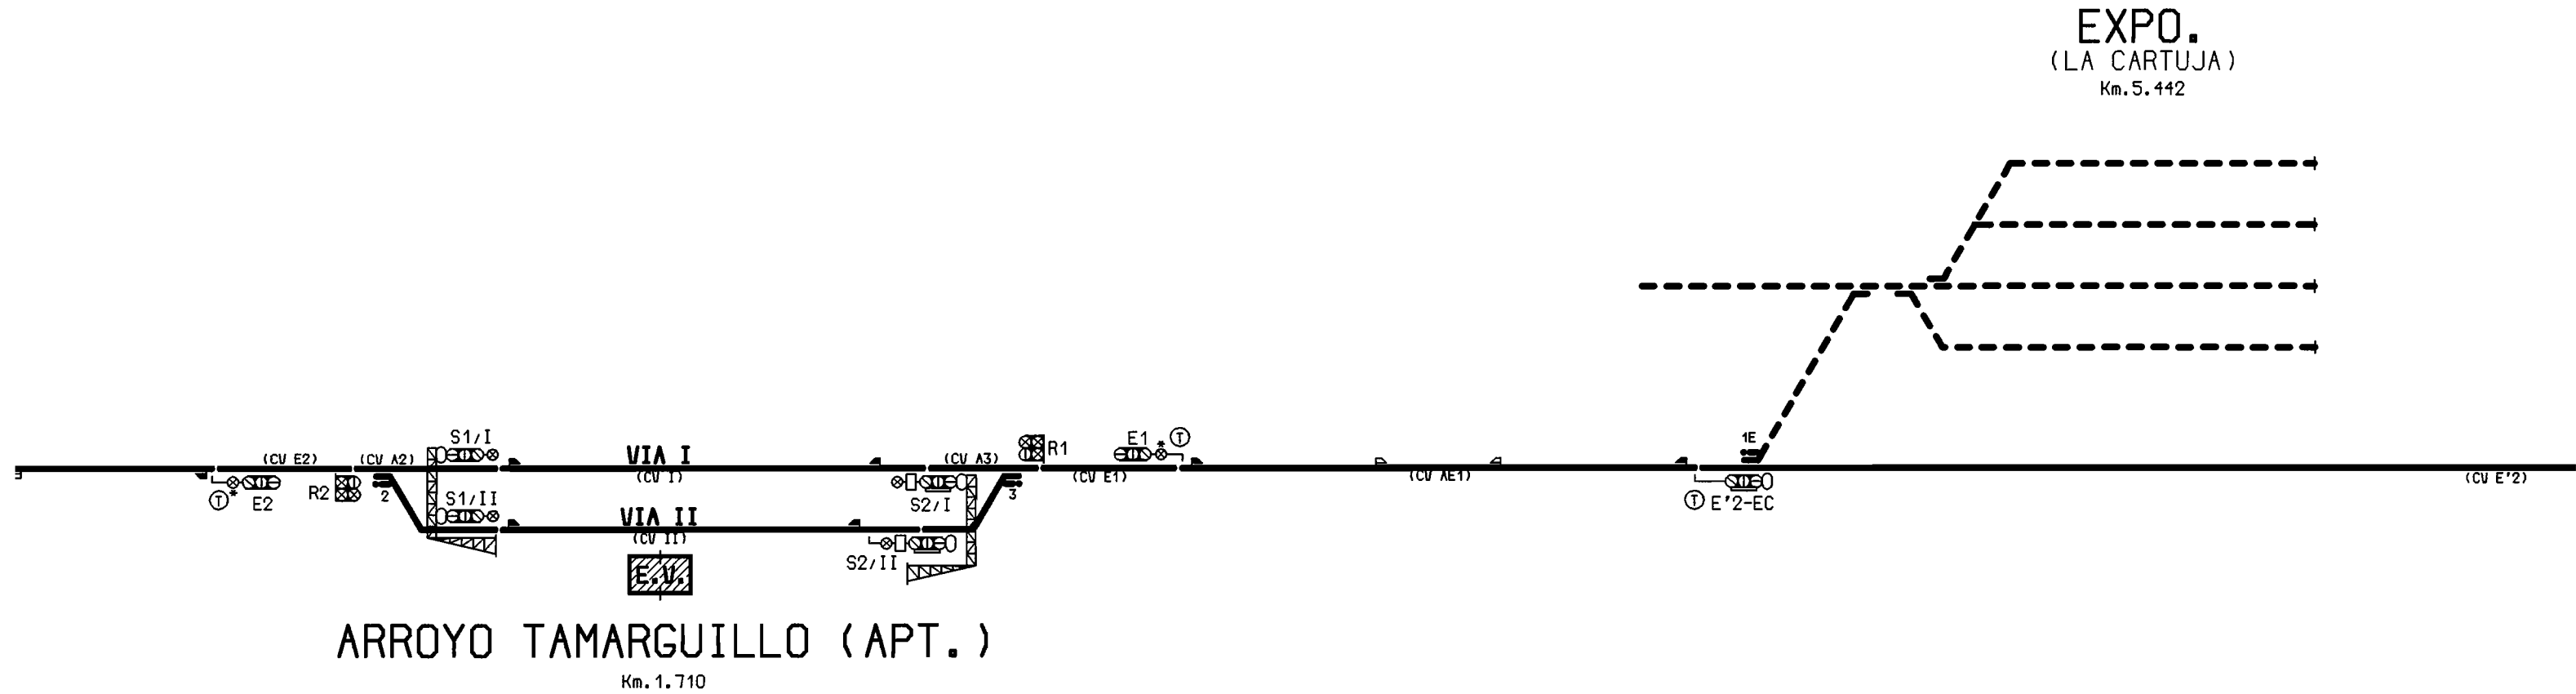 EXPO.
(LA CARTUJA)
Km.5.442
S1/I
VIA I
R1
E1
*
T
1E
(CV E2)
(CV A2)
(CV I)
(CV A3)
(CV E1)
(CV AE1)
(CV E'2)
T
*
E2
R2
2
S1/II
VIA II
(CV II)
S2/I
3
T
E'2-EC
S2/II
E.V.
ARROYO TAMARGUILLO (APT.)
Km.1.710